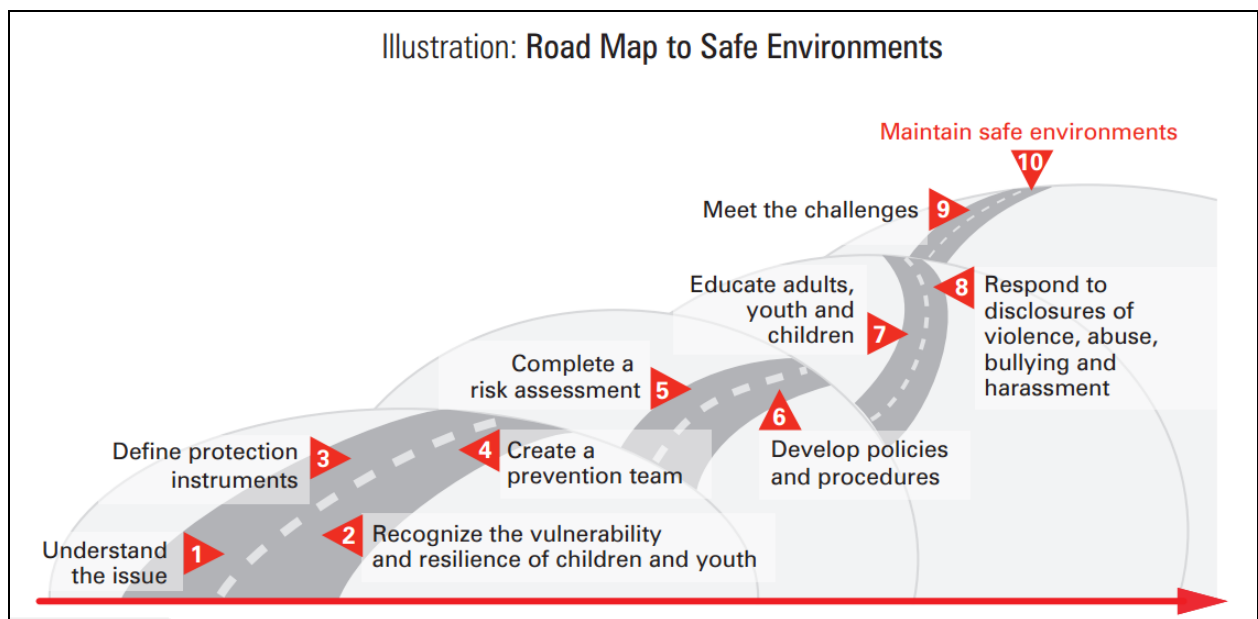 Illustration: Road Map to Safe Environments
Maintain safe environments
10
Meet the challenges
9
Educate adults,
youth and
children
7
8
Respond to
disclosures of
violence, abuse,
bullying and
harassment
Complete a
risk assessment
5
6
Develop policies
and procedures
Define protection
instruments
3
4
Create a
prevention team
Understand
the issue
1
2
Recognize the vulnerability
and resilience of children and youth